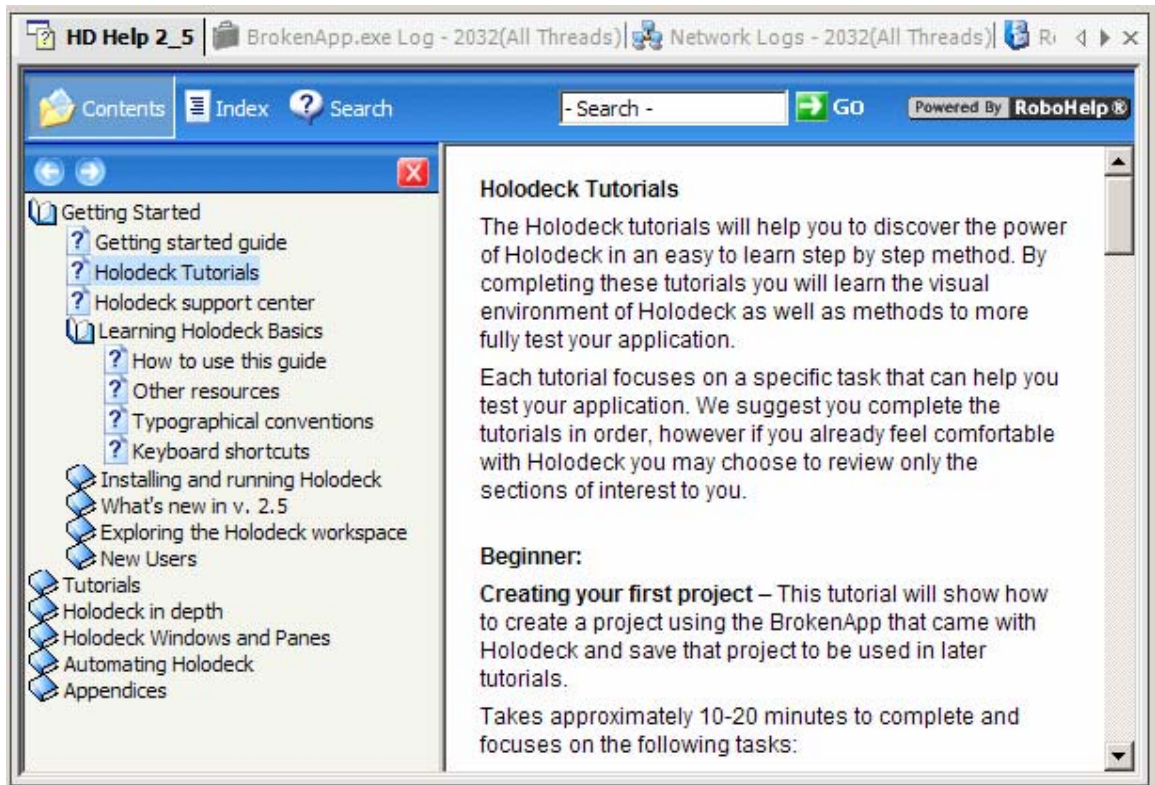 HD Help 2_5 BrokenApp.exe Log - 2032(All Threads) Network Logs - 2032(All Threads)
Contents Index Search - Search - GO Powered By RoboHelp ®
Getting Started
Getting started guide
Holodeck Tutorials
Holodeck support center
Learning Holodeck Basics
How to use this guide
Other resources
Typographical conventions
Keyboard shortcuts
Installing and running Holodeck
What's new in v. 2.5
Exploring the Holodeck workspace
New Users
Tutorials
Holodeck in depth
Holodeck Windows and Panes
Automating Holodeck
Appendices
Holodeck Tutorials
The Holodeck tutorials will help you to discover the power
of Holodeck in an easy to learn step by step method. By
completing these tutorials you will learn the visual
environment of Holodeck as well as methods to more
fully test your application.
Each tutorial focuses on a specific task that can help you
test your application. We suggest you complete the
tutorials in order, however if you already feel comfortable
with Holodeck you may choose to review only the
sections of interest to you.
Beginner:
Creating your first project – This tutorial will show how
to create a project using the BrokenApp that came with
Holodeck and save that project to be used in later
tutorials.
Takes approximately 10-20 minutes to complete and
focuses on the following tasks: